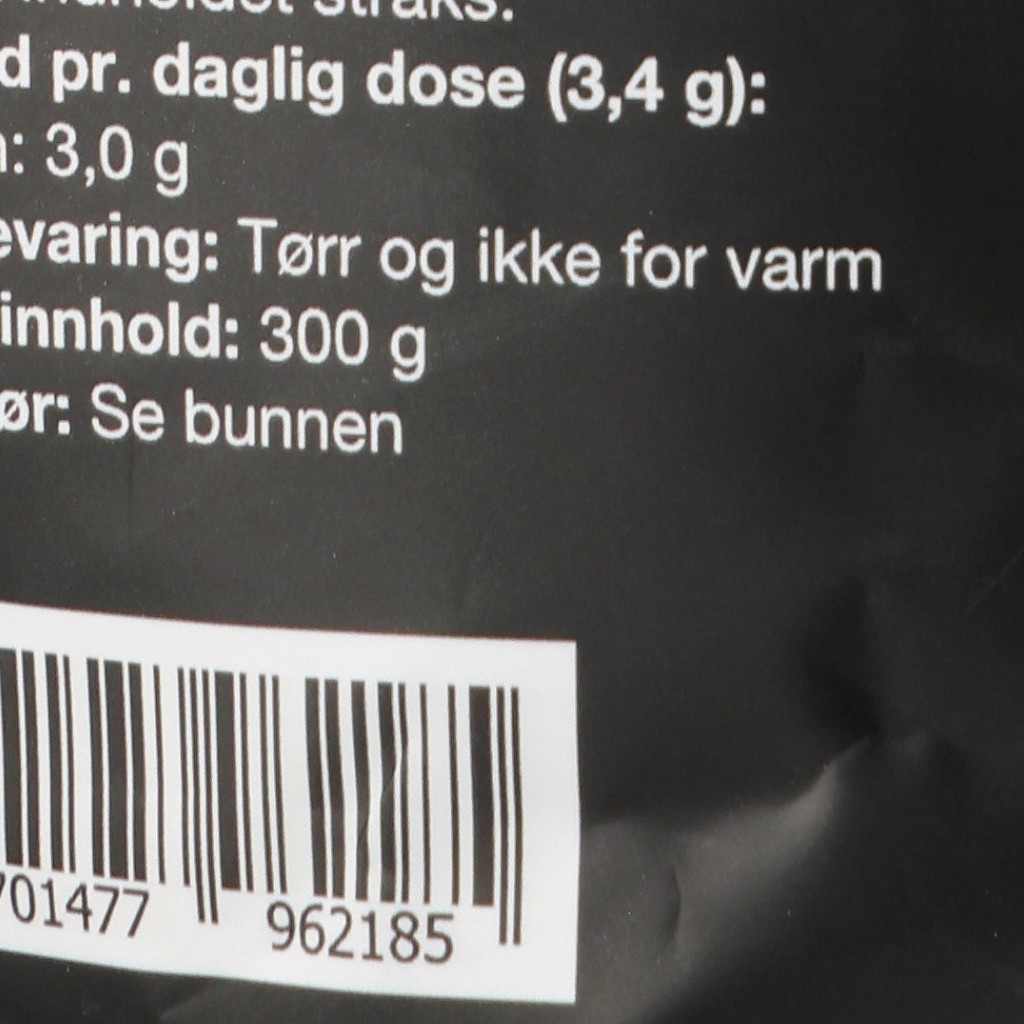 straks.
pr. daglig dose (3,4 g):
: 3,0 g
evaring: Tørr og ikke for varm
innhold: 300 g
ør: Se bunnen
701477 962185